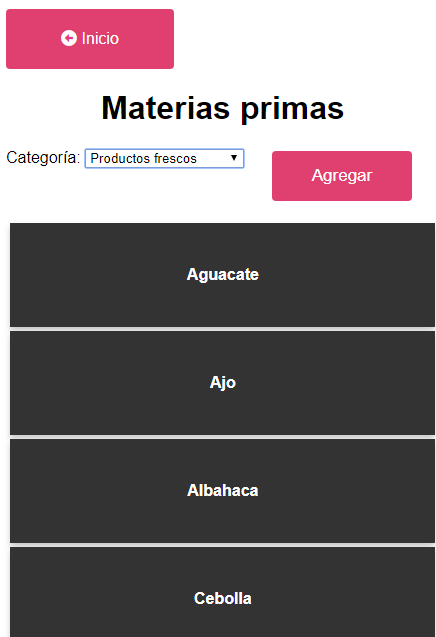 Inicio
Materias primas
Categoría: Productos frescos
Agregar
Aguacate
Ajo
Albahaca
Cebolla